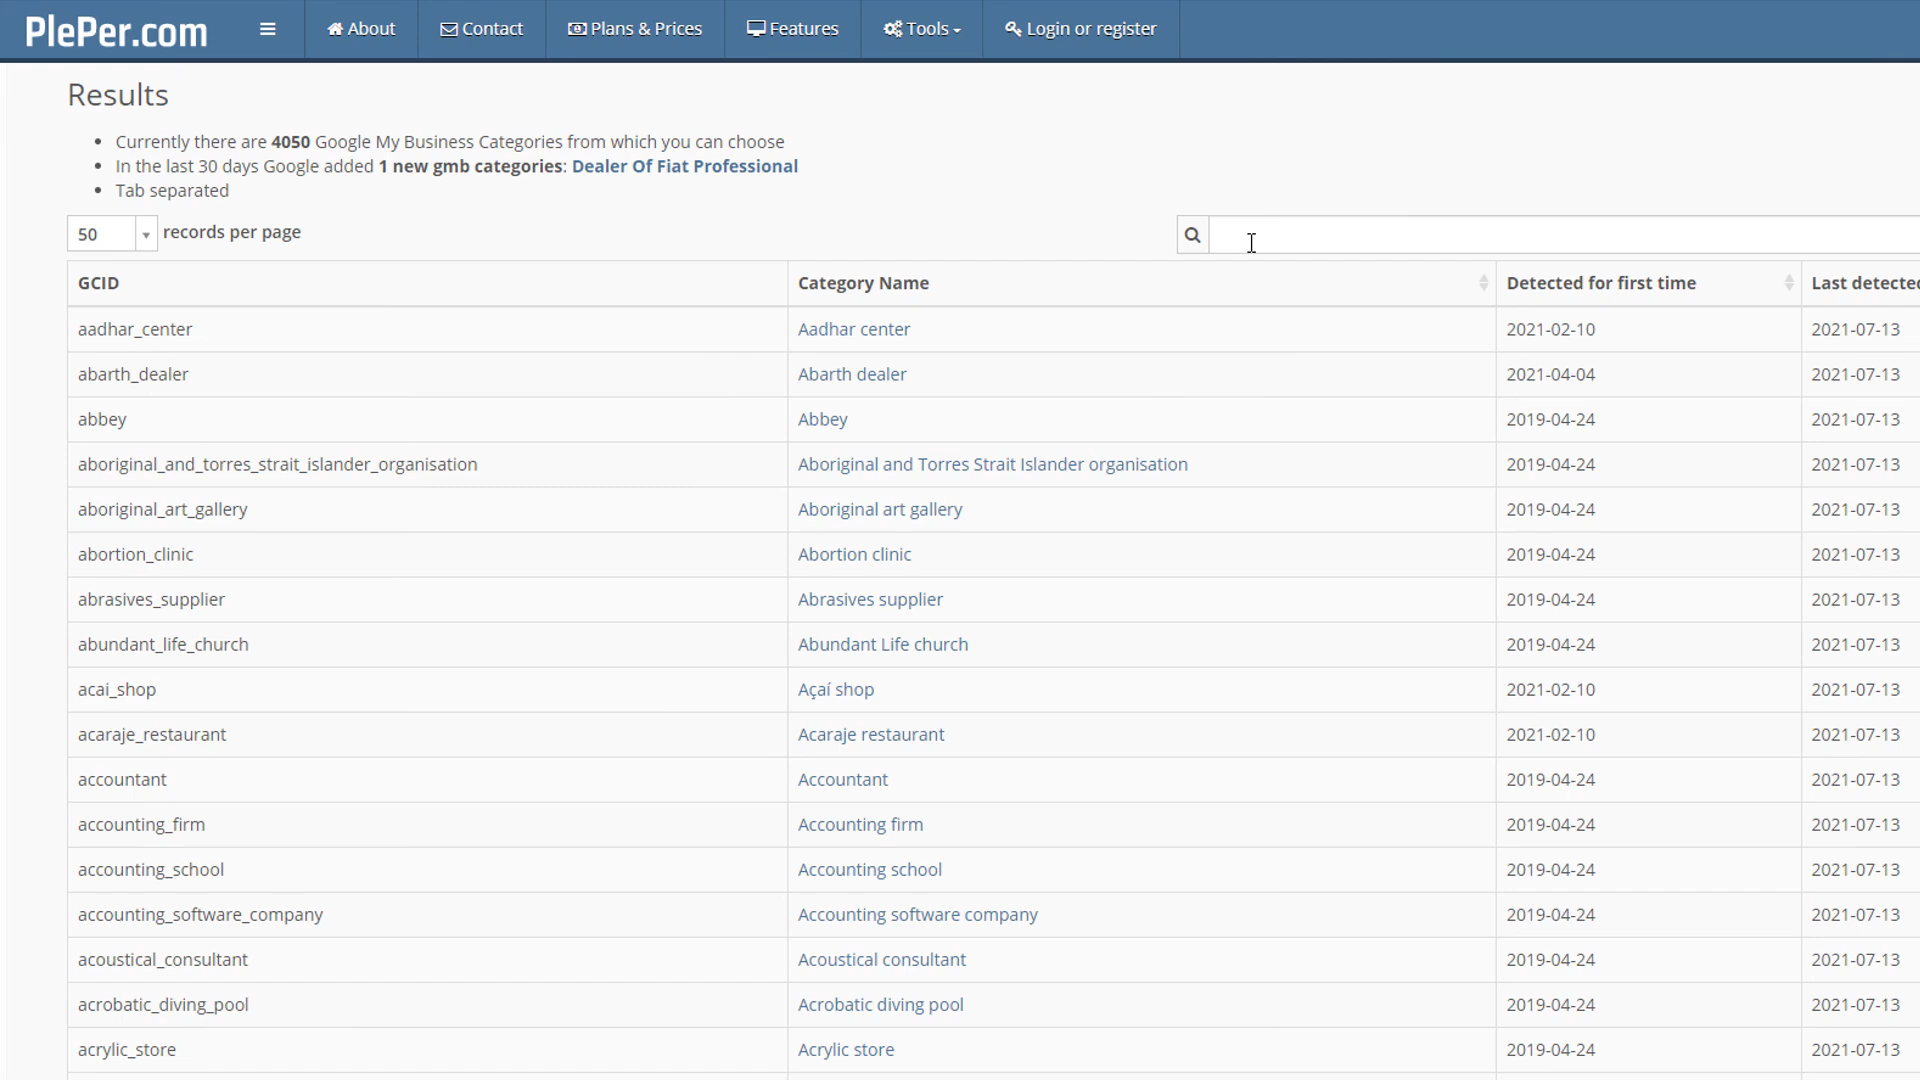 PlePer.com About Contact Plans & Prices Features Tools Login or register
Results
Currently there are 4050 Google My Business Categories from which you can choose
In the last 30 days Google added 1 new gmb categories: Dealer Of Fiat Professional
Tab separated
50 records per page
GCID Category Name Detected for first time Last detected
aadhar_center Aadhar center 2021-02-10 2021-07-13
abarth_dealer Abarth dealer 2021-04-04 2021-07-13
abbey Abbey 2019-04-24 2021-07-13
aboriginal_and_torres_strait_islander_organisation Aboriginal and Torres Strait Islander organisation 2019-04-24 2021-07-13
aboriginal_art_gallery Aboriginal art gallery 2019-04-24 2021-07-13
abortion_clinic Abortion clinic 2019-04-24 2021-07-13
abrasives_supplier Abrasives supplier 2019-04-24 2021-07-13
abundant_life_church Abundant Life church 2019-04-24 2021-07-13
acai_shop Açaí shop 2021-02-10 2021-07-13
acaraje_restaurant Acaraje restaurant 2021-02-10 2021-07-13
accountant Accountant 2019-04-24 2021-07-13
accounting_firm Accounting firm 2019-04-24 2021-07-13
accounting_school Accounting school 2019-04-24 2021-07-13
accounting_software_company Accounting software company 2019-04-24 2021-07-13
acoustical_consultant Acoustical consultant 2019-04-24 2021-07-13
acrobatic_diving_pool Acrobatic diving pool 2019-04-24 2021-07-13
acrylic_store Acrylic store 2019-04-24 2021-07-13